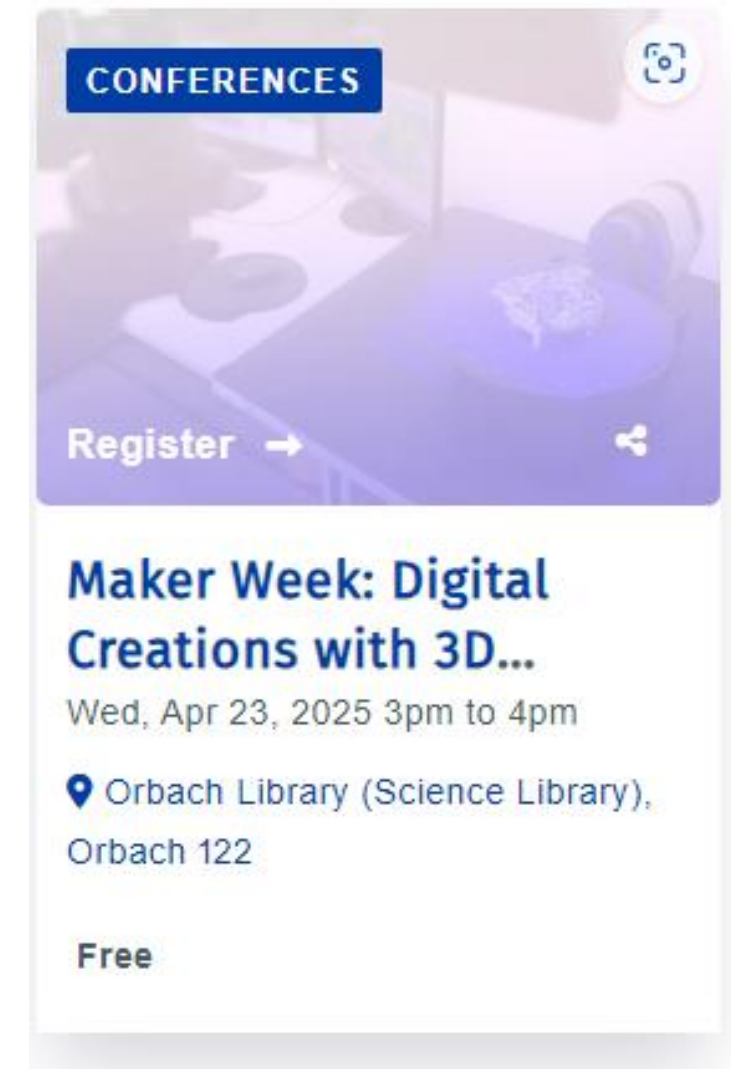 CONFERENCES
Register
Maker Week: Digital
Creations with 3D...
Wed, Apr 23, 2025 3pm to 4pm
Orbach Library (Science Library),
Orbach 122
Free